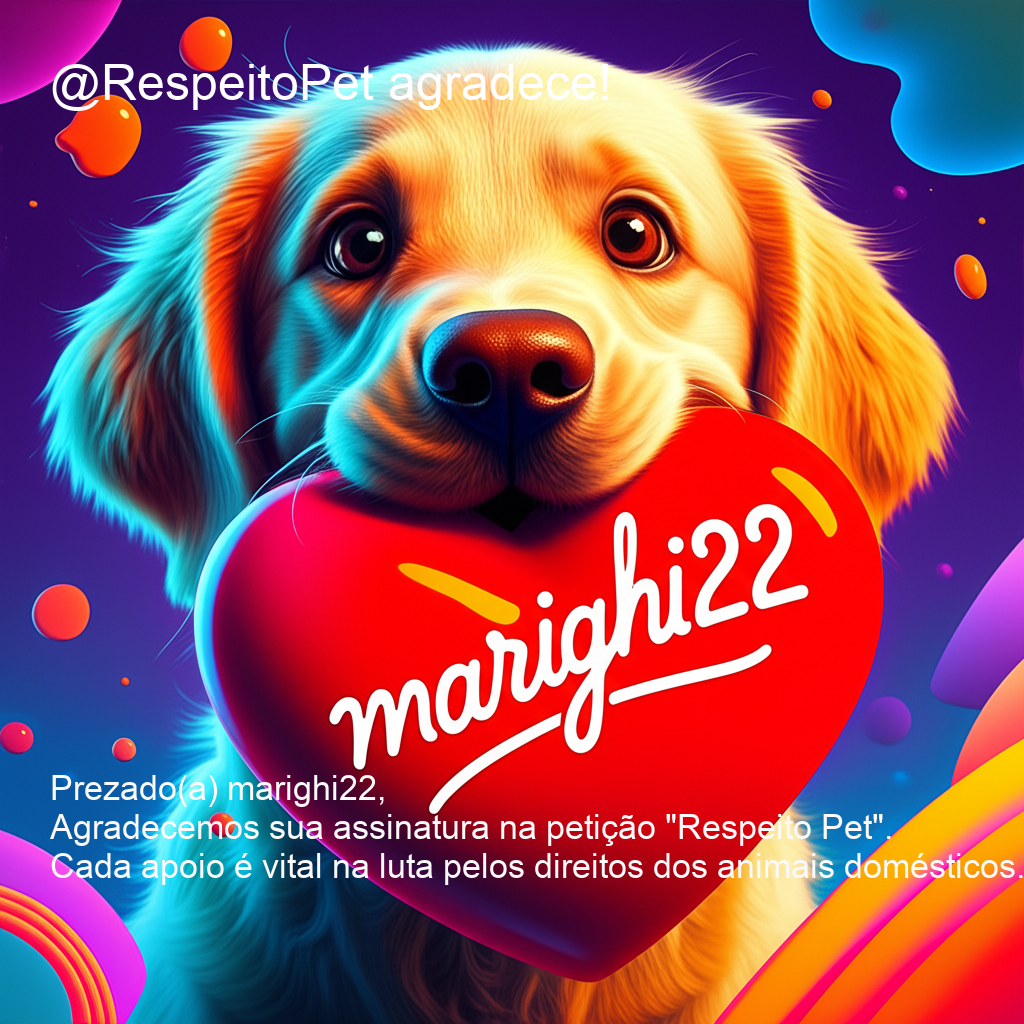 @RespeitoPet agradece!
marighi22
Prezado(a) marighi22,
Agradecemos sua assinatura na petição "Respeito Pet".
Cada apoio é vital na luta pelos direitos dos animais domésticos.